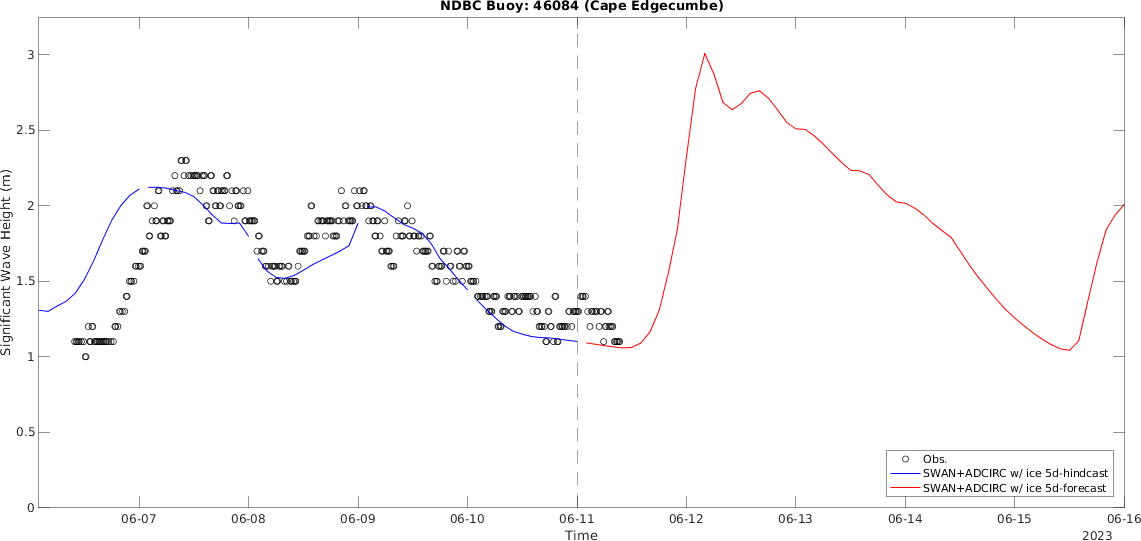 NDBC Buoy: 46084 (Cape Edgecumbe)
Significant Wave Height (m)
3
2.5
2
1.5
1
0.5
0
Obs.
SWAN+ADCIRC w/ ice 5d-hindcast
SWAN+ADCIRC w/ ice 5d-forecast
06-07 06-08 06-09 06-10 06-11 06-12 06-13 06-14 06-15 06-16
Time
2023